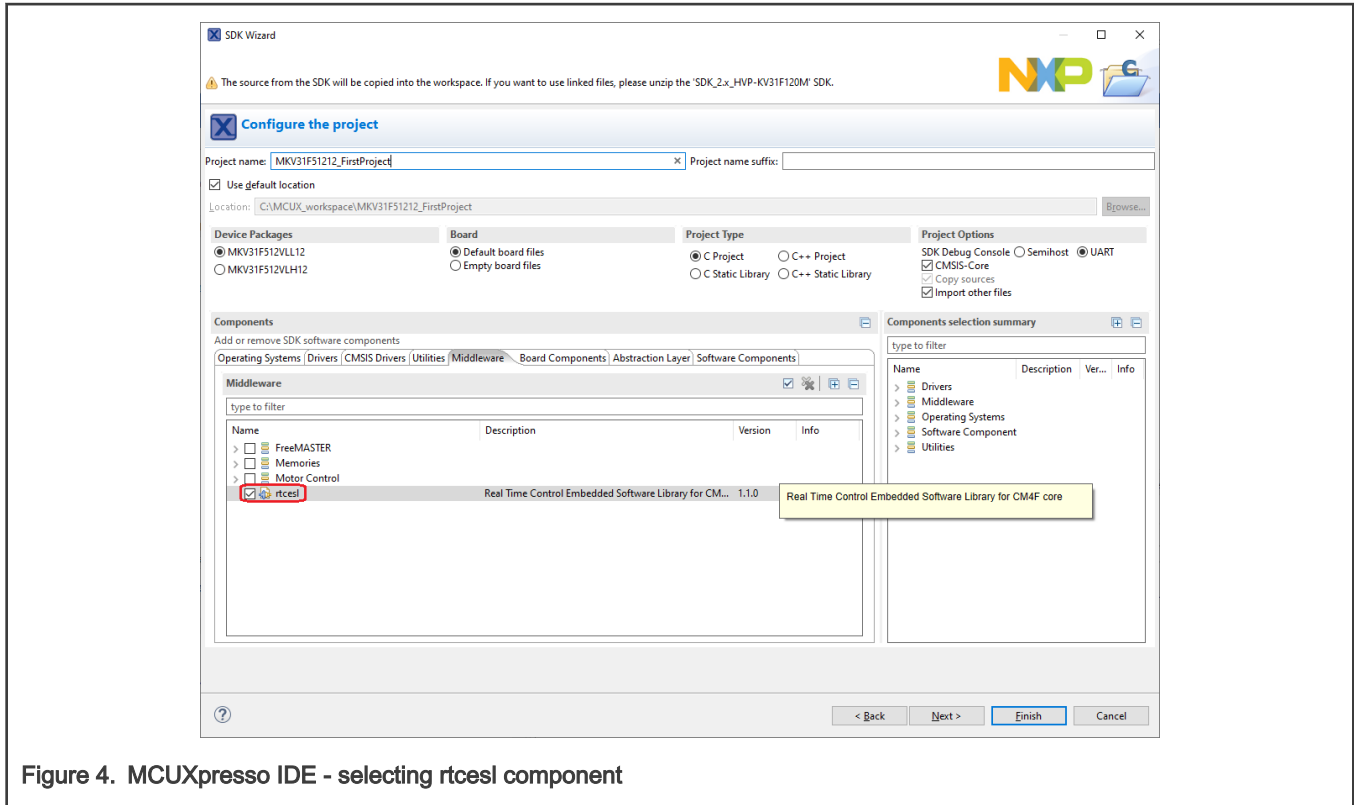 SDK Wizard
The source from the SDK will be copied into the workspace. If you want to use linked files, please unzip the 'SDK_2.x_HVP-KV31F120M' SDK.
NXP
Configure the project
Project name: MKV31F51212_FirstProject Project name suffix:
Use default location
Location: C:\MCUX_workspace\MKV31F51212_FirstProject Browse...
Device Packages Board Project Type Project Options
MKV31F512VLL12 Default board files C Project C++ Project SDK Debug Console Semihost UART
MKV31F512VLH12 Empty board files C Static Library C++ Static Library CMSIS-Core
Copy sources
Import other files
Components
Add or remove SDK software components
Operating Systems Drivers CMSIS Drivers Utilities Middleware Board Components Abstraction Layer Software Components
Middleware
type to filter
Name Description Version Info
FreeMASTER
Memories
Motor Control
rtcesl Real Time Control Embedded Software Library for CM... 1.1.0
Real Time Control Embedded Software Library for CM4F core
Components selection summary
type to filter
Name Description Ver... Info
Drivers
Middleware
Operating Systems
Software Component
Utilities
< Back Next > Finish Cancel
Figure 4. MCUXpresso IDE - selecting rtcesl component